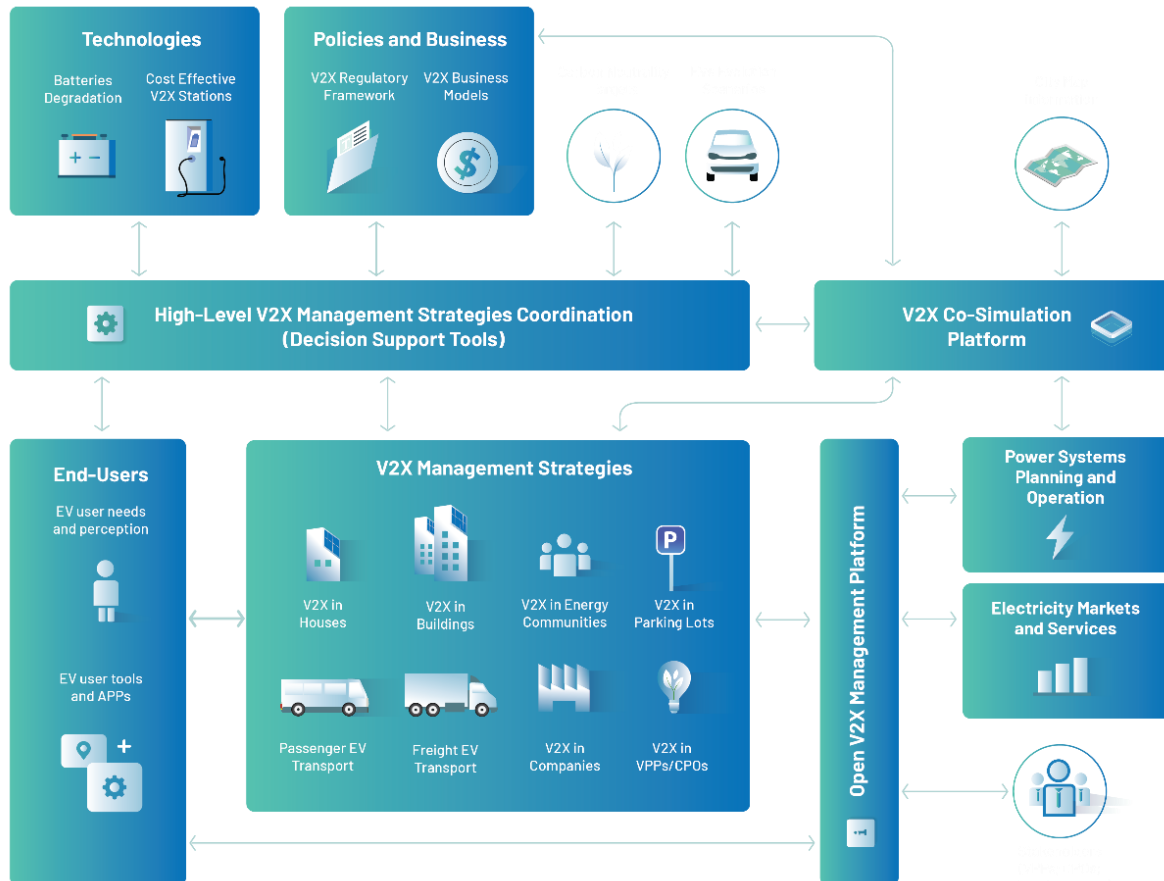 Technologies
Batteries
Degradation
Cost Effective
V2X Stations
Policies and Business
V2X Regulatory
Framework
V2X Business
Models
High-Level V2X Management Strategies Coordination
(Decision Support Tools)
V2X Co-Simulation
Platform
End-Users
EV user needs
and perception
EV user tools
and APPs
V2X Management Strategies
V2X in
Houses
V2X in
Buildings
V2X in Energy
Communities
P
V2X in
Parking Lots
Passenger EV
Transport
Freight EV
Transport
V2X in
Companies
V2X in
VPPs/CPOs
Open V2X Management Platform
Power Systems
Planning and
Operation
Electricity Markets
and Services